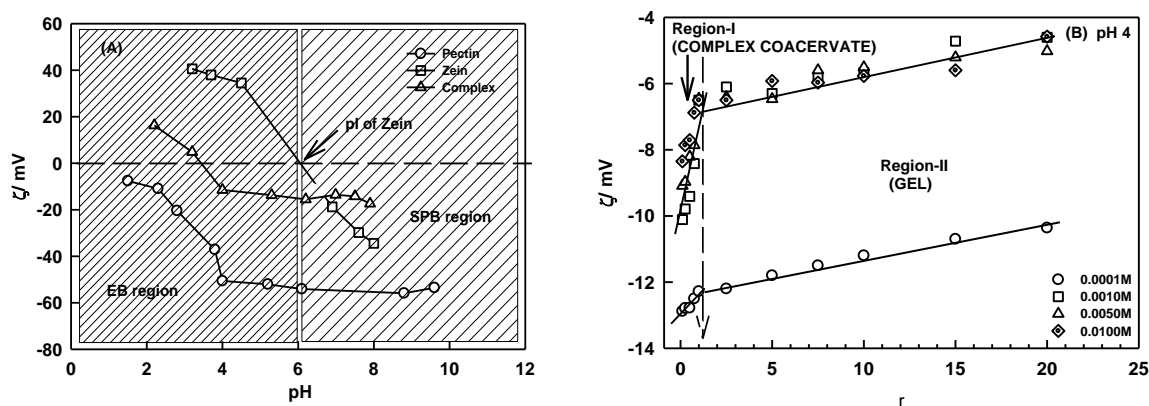 60
40
20
0
-20
-40
-60
-80
ζ/ mV
(A)
Pectin
Zein
Complex
pI of Zein
SPB region
EB region
0 2 4 6 8 10 12
pH
-4
-6
-8
-10
-12
-14
ζ/ mV
Region-I
(COMPLEX COACERVATE)
(B) pH 4
Region-II
(GEL)
0.0001M
0.0010M
0.0050M
0.0100M
0 5 10 15 20 25
r